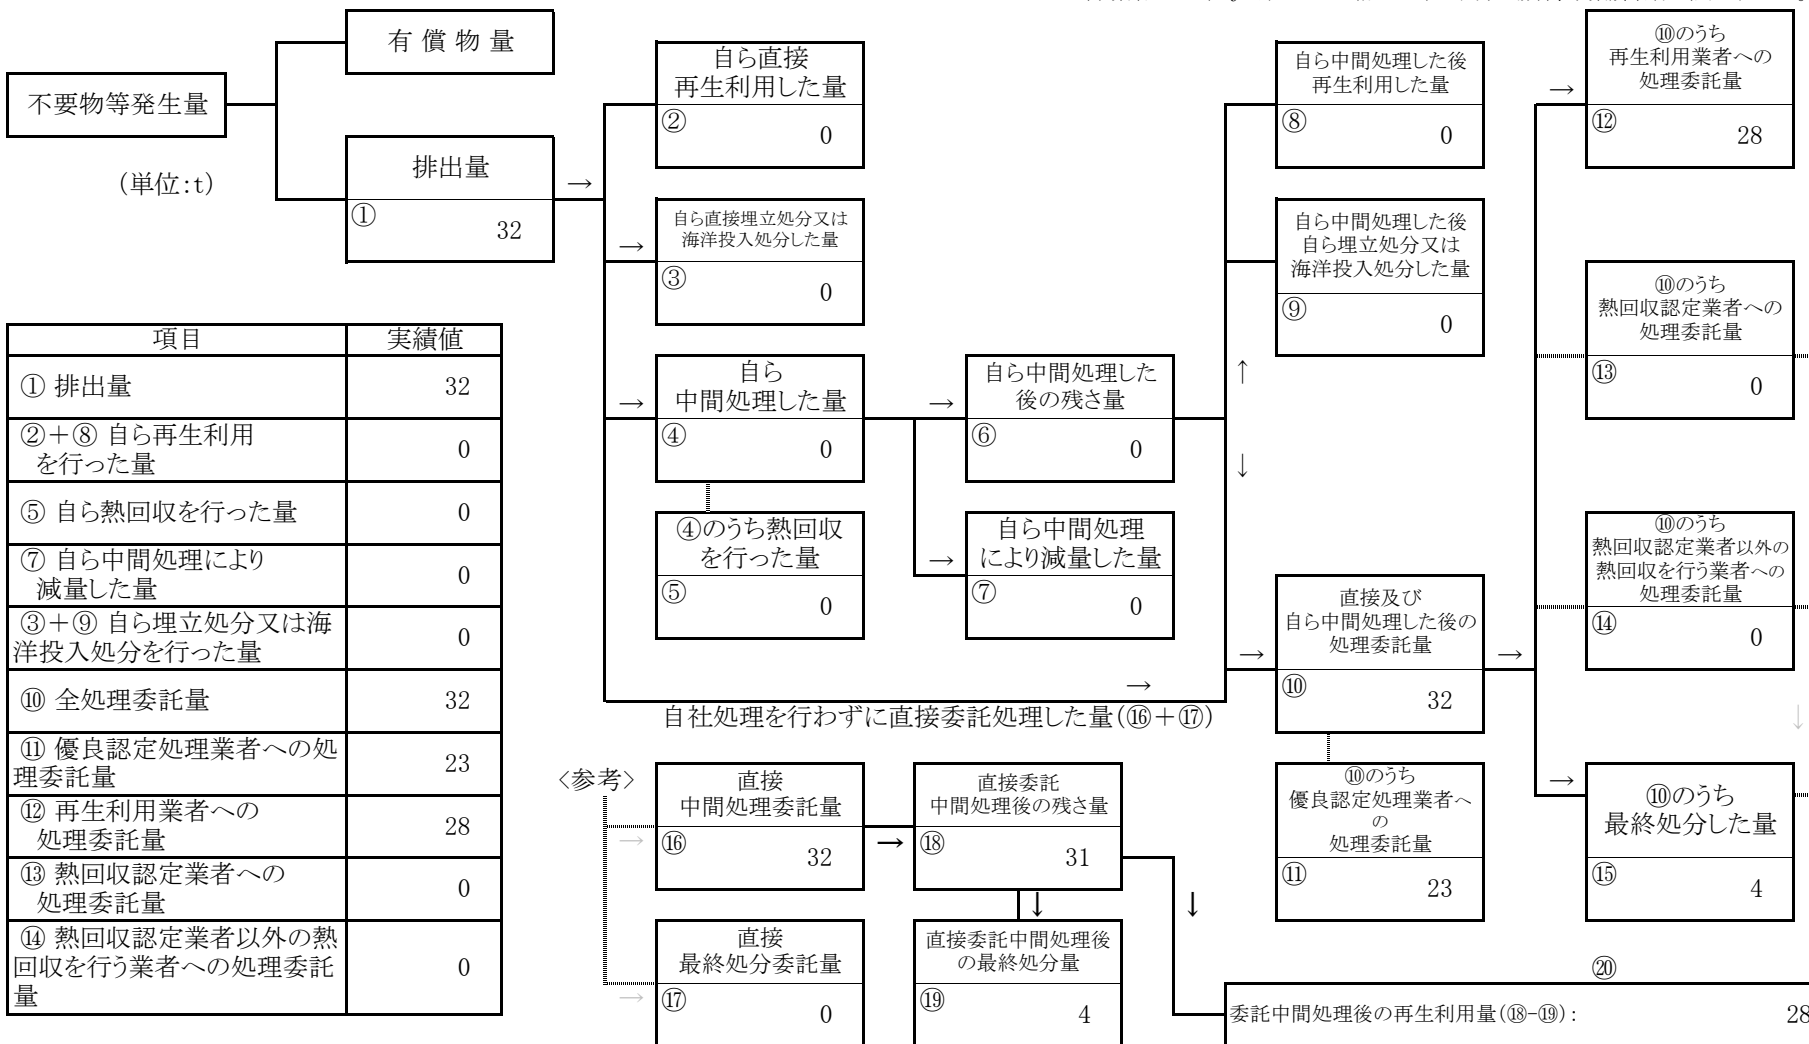 有 償 物 量
不要物等発生量
(単位:t)
排出量
①
32
→
自ら直接
再生利用した量
②
0
→
自ら直接埋立処分又は
海洋投入処分した量
③
0
→
自ら
中間処理した量
④
0
④のうち熱回収
を行った量
⑤
0
→
自ら中間処理した
後の残さ量
⑥
0
→
自ら中間処理
により減量した量
⑦
0
自ら中間処理した後
再生利用した量
⑧
0
自ら中間処理した後
自ら埋立処分又は
海洋投入処分した量
⑨
0
↑
↓
→
直接及び
自ら中間処理した後の
処理委託量
⑩
32
⑩のうち
優良認定処理業者へ
の
処理委託量
⑪
23
→
→
⑩のうち
再生利用業者への
処理委託量
⑫
28
⑩のうち
熱回収認定業者への
処理委託量
⑬
0
⑩のうち
熱回収認定業者以外の
熱回収を行う業者への
処理委託量
⑭
0
↓
→
⑩のうち
最終処分した量
⑮
4
→
自社処理を行わずに直接委託処理した量(⑯+⑰)
<参考>
→
直接
中間処理委託量
⑯
32
→
直接委託
中間処理後の残さ量
⑱
31
↓
↓
→
直接
最終処分委託量
⑰
0
直接委託中間処理後
の最終処分量
⑲
4
⑳
委託中間処理後の再生利用量(⑱-⑲):
28
項目 実績値
① 排出量 32
②+⑧ 自ら再生利用
を行った量 0
⑤ 自ら熱回収を行った量 0
⑦ 自ら中間処理により
減量した量 0
③+⑨ 自ら埋立処分又は海
洋投入処分を行った量 0
⑩ 全処理委託量 32
⑪ 優良認定処理業者への処
理委託量 23
⑫ 再生利用業者への
処理委託量 28
⑬ 熱回収認定業者への
処理委託量 0
⑭ 熱回収認定業者以外の熱
回収を行う業者への処理委託
量 0